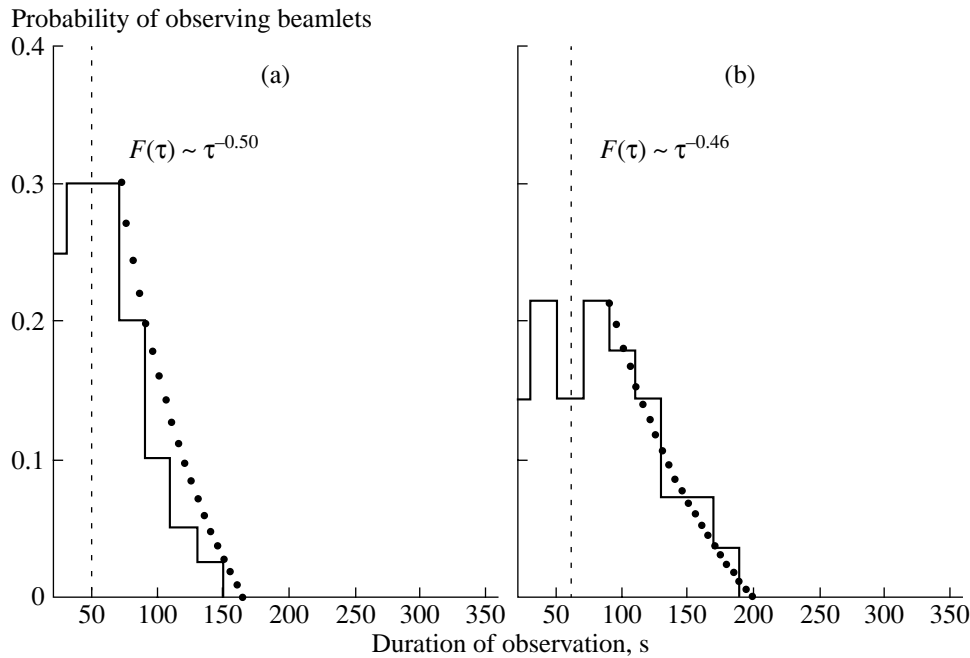 Probability of observing beamlets
0.4
(a)
(b)
F(τ) ~ τ^–0.50
F(τ) ~ τ^–0.46
0.3
0.2
0.1
0
50 100 150 200 250 300 350
50 100 150 200 250 300 350
Duration of observation, s